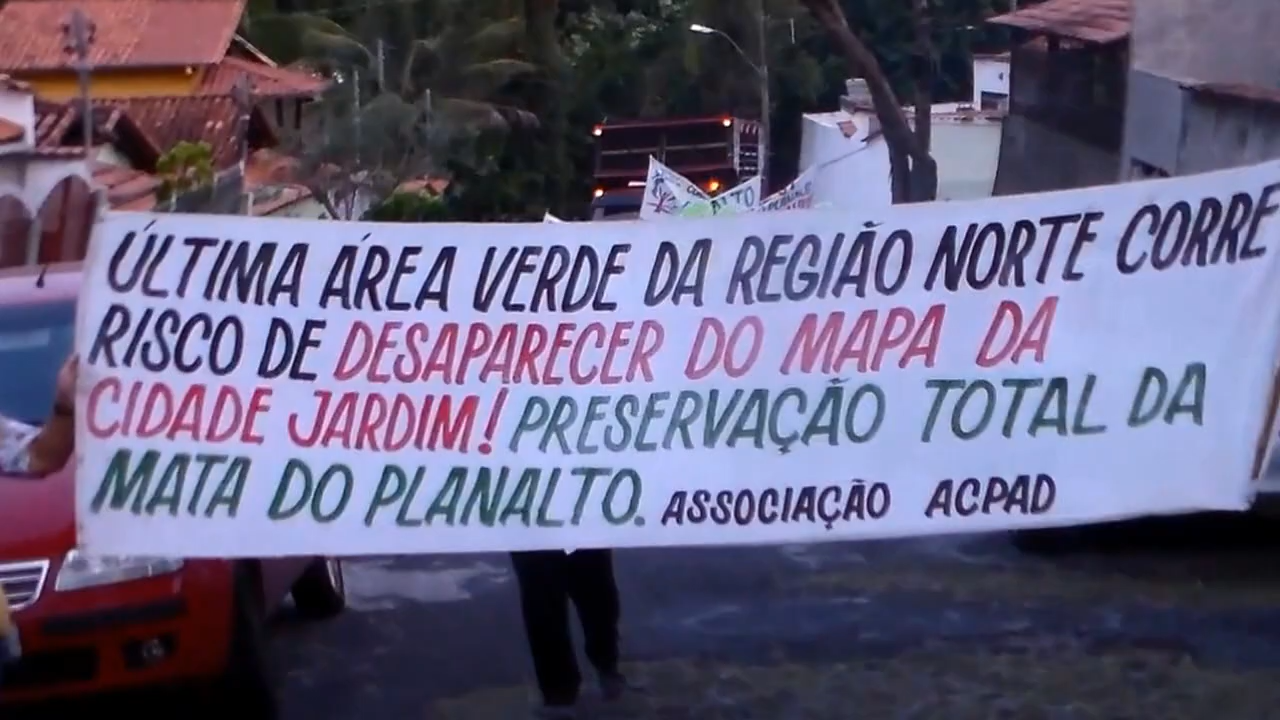 ÚLTIMA ÁREA VERDE DA REGIÃO NORTE CORRE
RISCO DE DESAPARECER DO MAPA DA
CIDADE JARDIM! PRESERVAÇÃO TOTAL DA
MATA DO PLANALTO. ASSOCIAÇÃO ACPAD